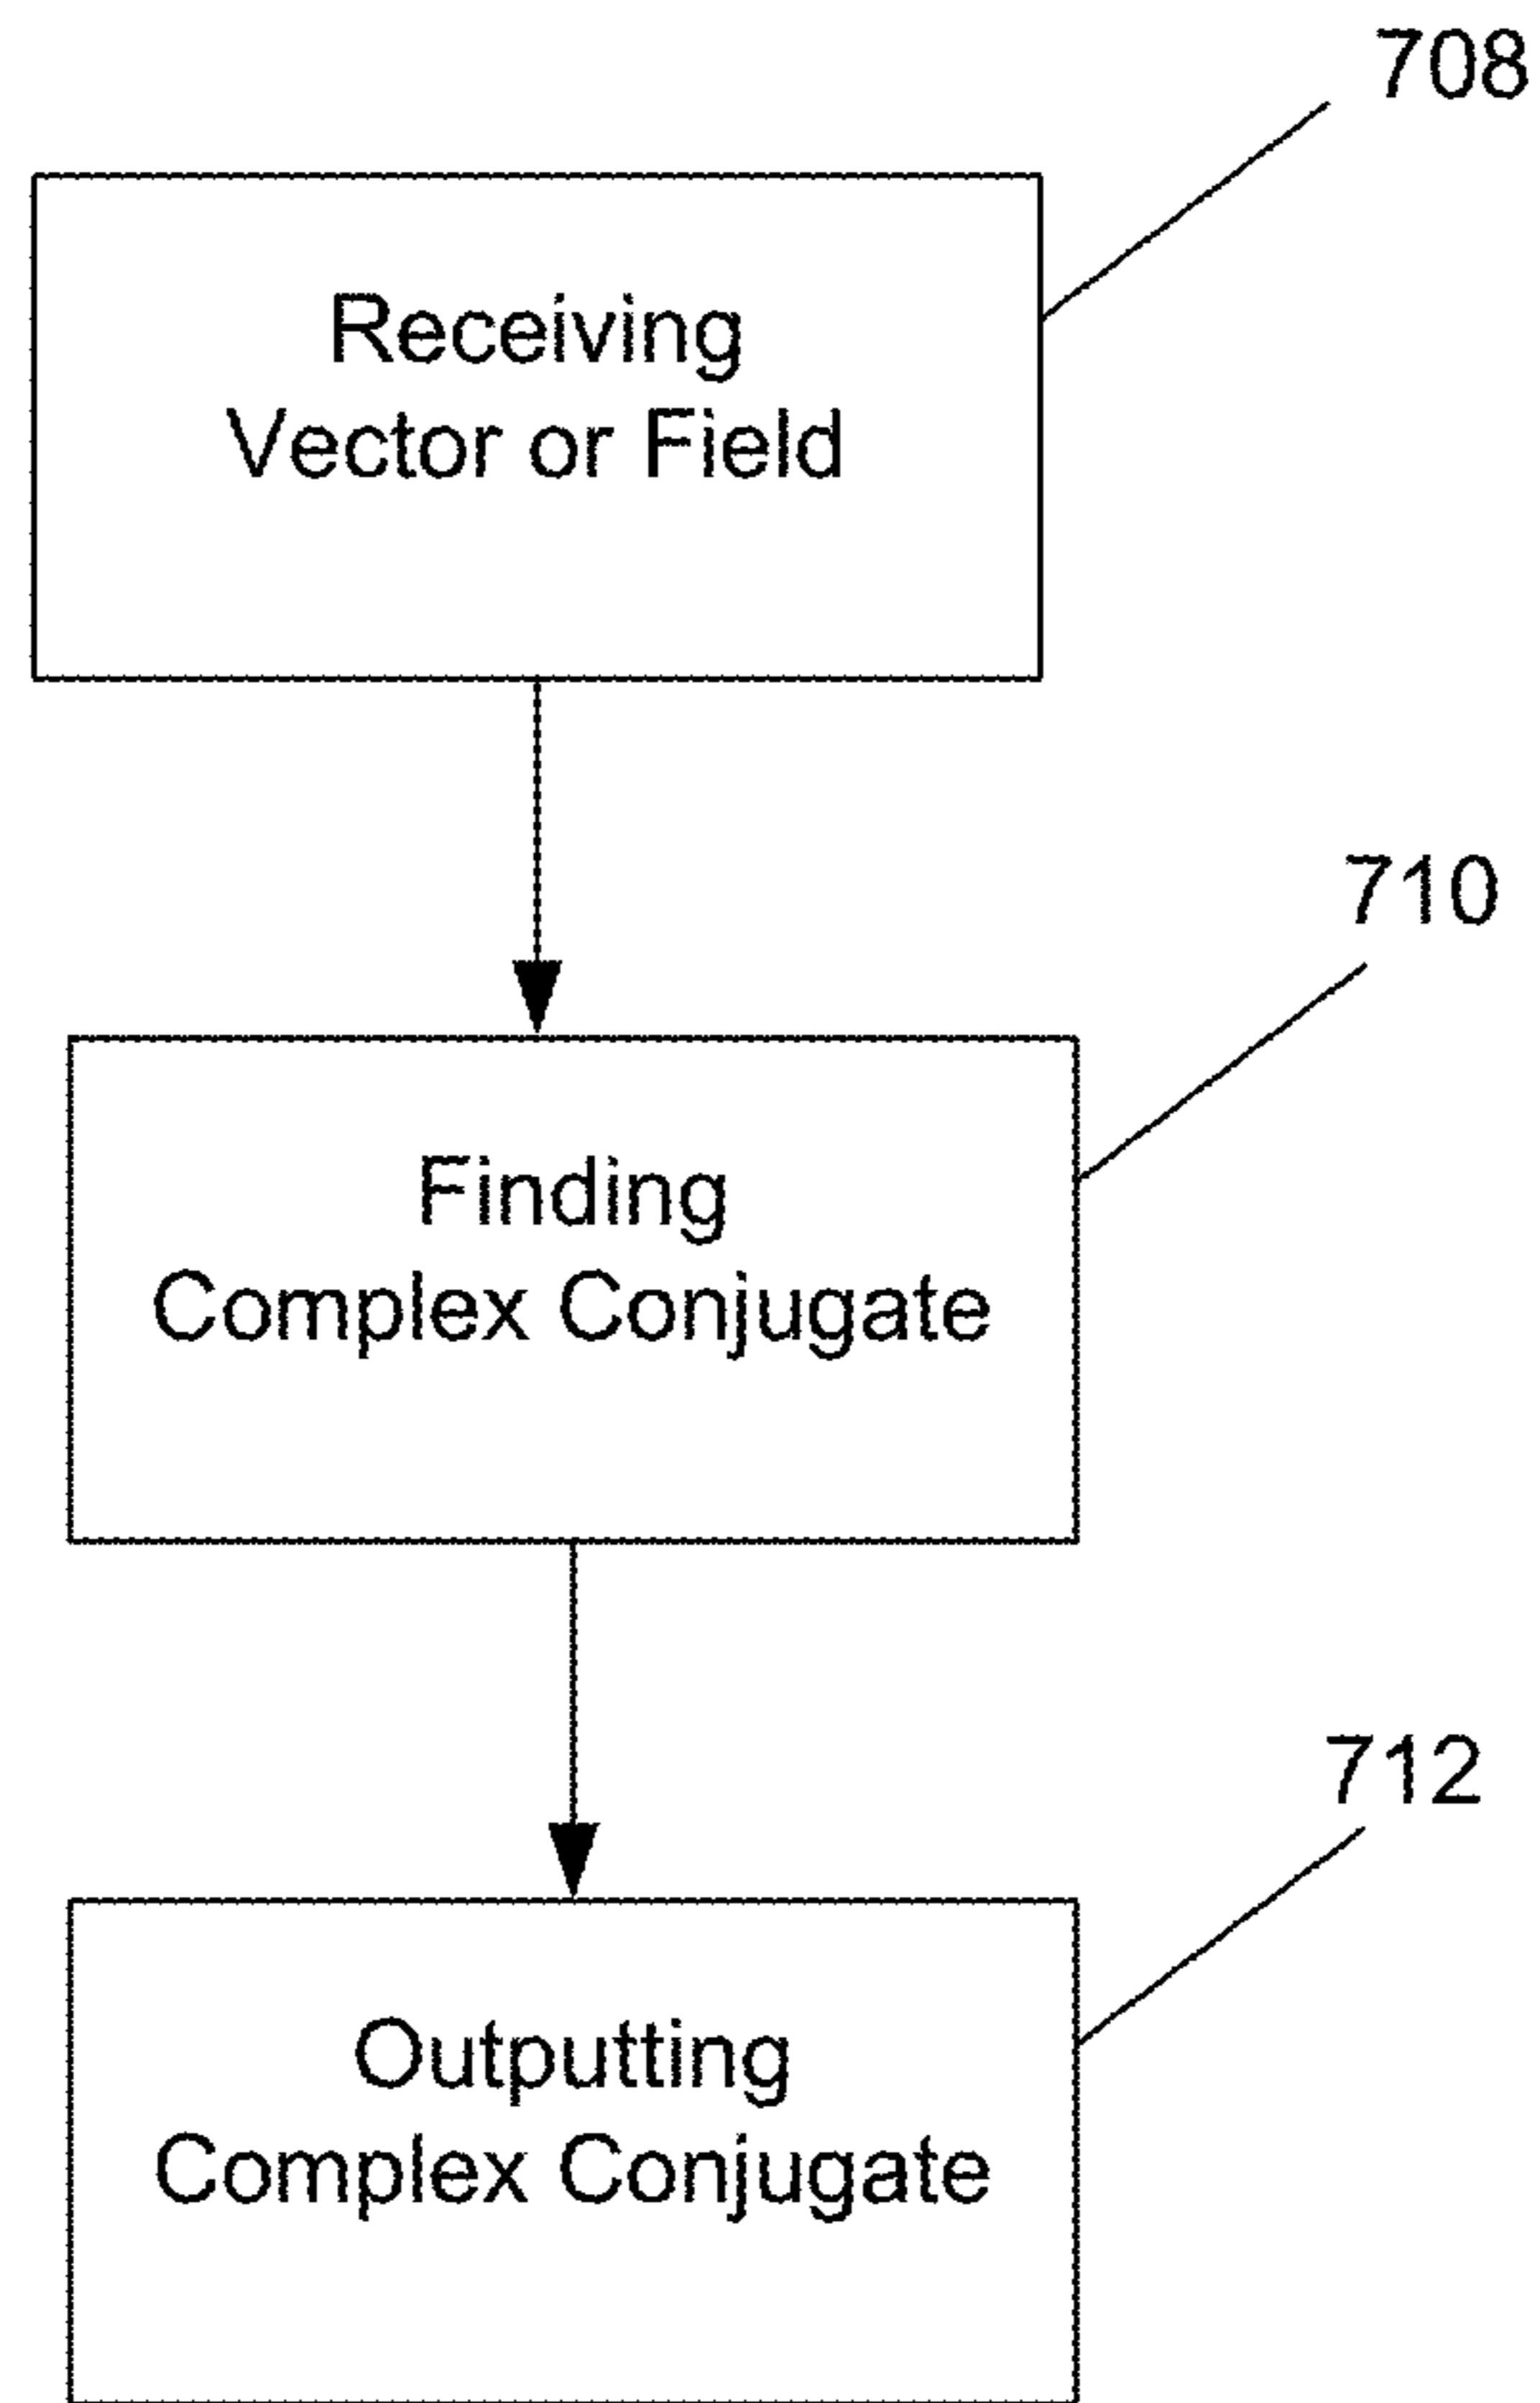 708
Receiving
Vector or Field
710
Finding
Complex Conjugate
712
Outputting
Complex Conjugate